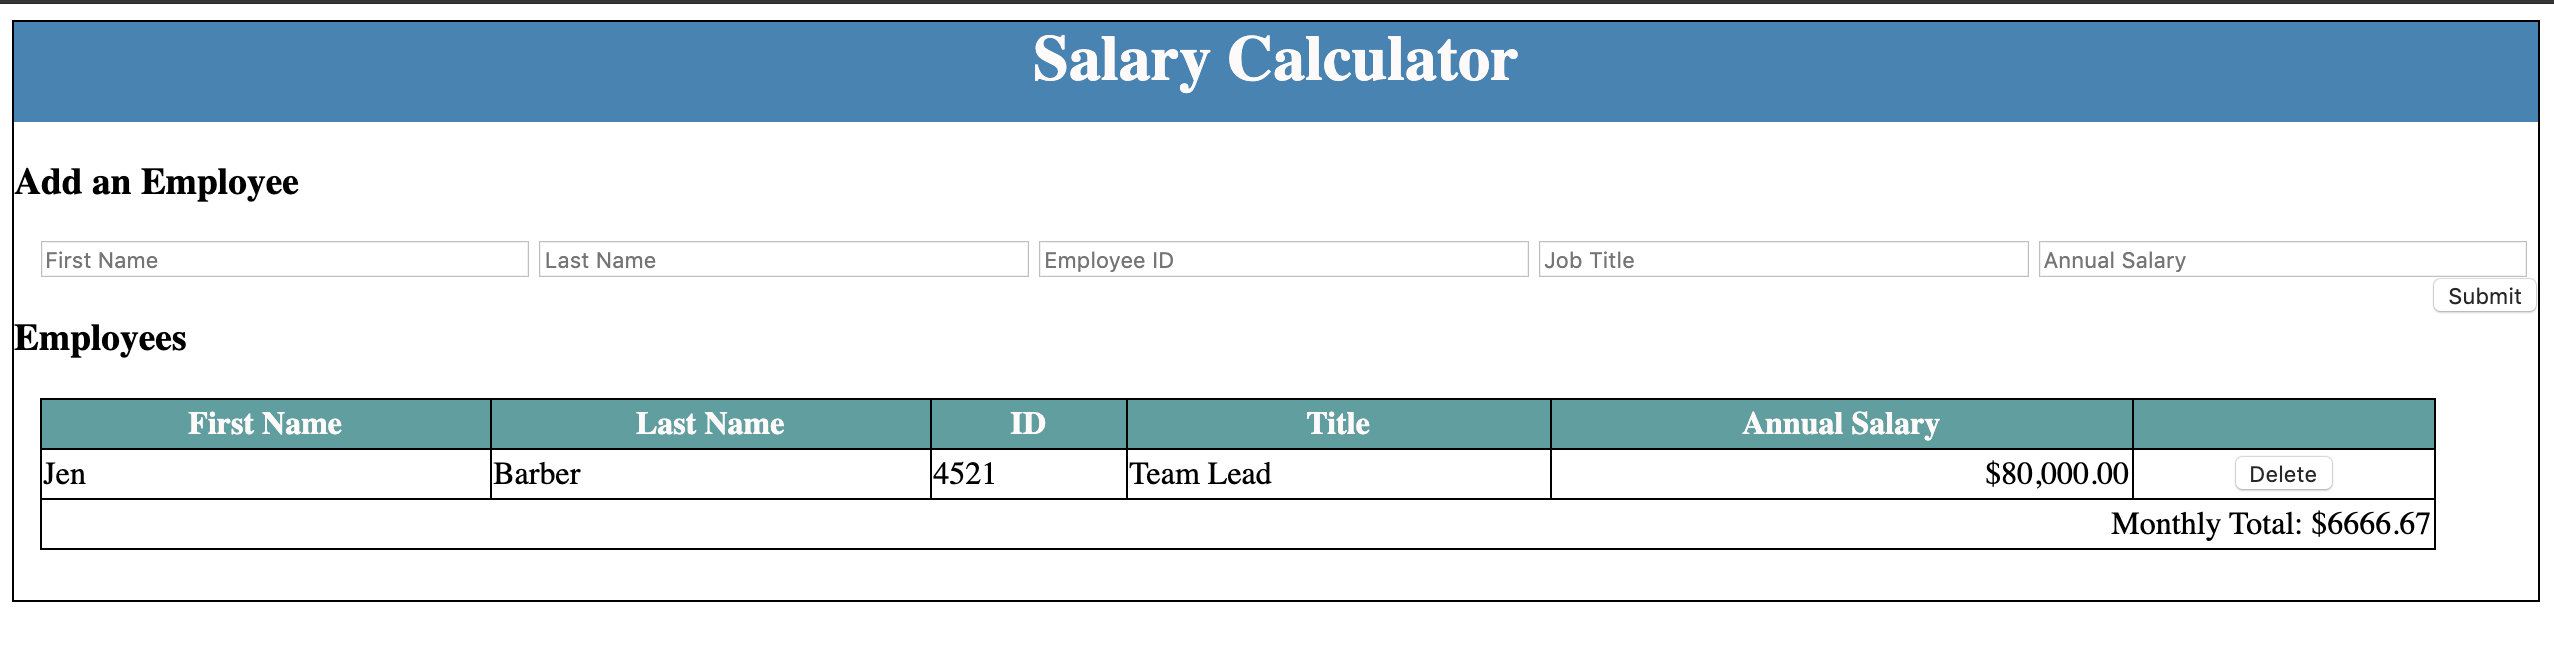 Salary Calculator
Add an Employee
First Name Last Name Employee ID Job Title Annual Salary
Submit
Employees
First Name Last Name ID Title Annual Salary
Jen Barber 4521 Team Lead $80,000.00 Delete
Monthly Total: $6666.67